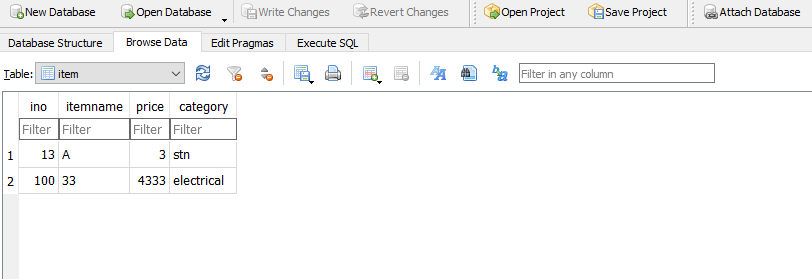 New Database Open Database Write Changes Revert Changes Open Project Save Project Attach Database
Database Structure Browse Data Edit Pragmas Execute SQL
Table: item Filter in any column
ino itemname price category
Filter Filter Filter Filter
1 13 A 3 stn
2 100 33 4333 electrical